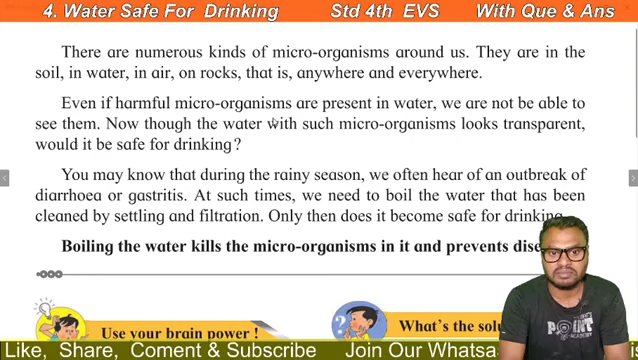 4. Water Safe For Drinking Std 4th EVS With Que & Ans
There are numerous kinds of micro-organisms around us. They are in the
soil, in water, in air, on rocks, that is, anywhere and everywhere.
Even if harmful micro-organisms are present in water, we are not be able to
see them. Now though the water with such micro-organisms looks transparent,
would it be safe for drinking?
You may know that during the rainy season, we often hear of an outbreak of
diarrhoea or gastritis. At such times, we need to boil the water that has been
cleaned by settling and filtration. Only then does it become safe for drinking.
Boiling the water kills the micro-organisms in it and prevents
Use your brain power !
What's the
Like, Share, Coment & Subscribe Join Our
POINT